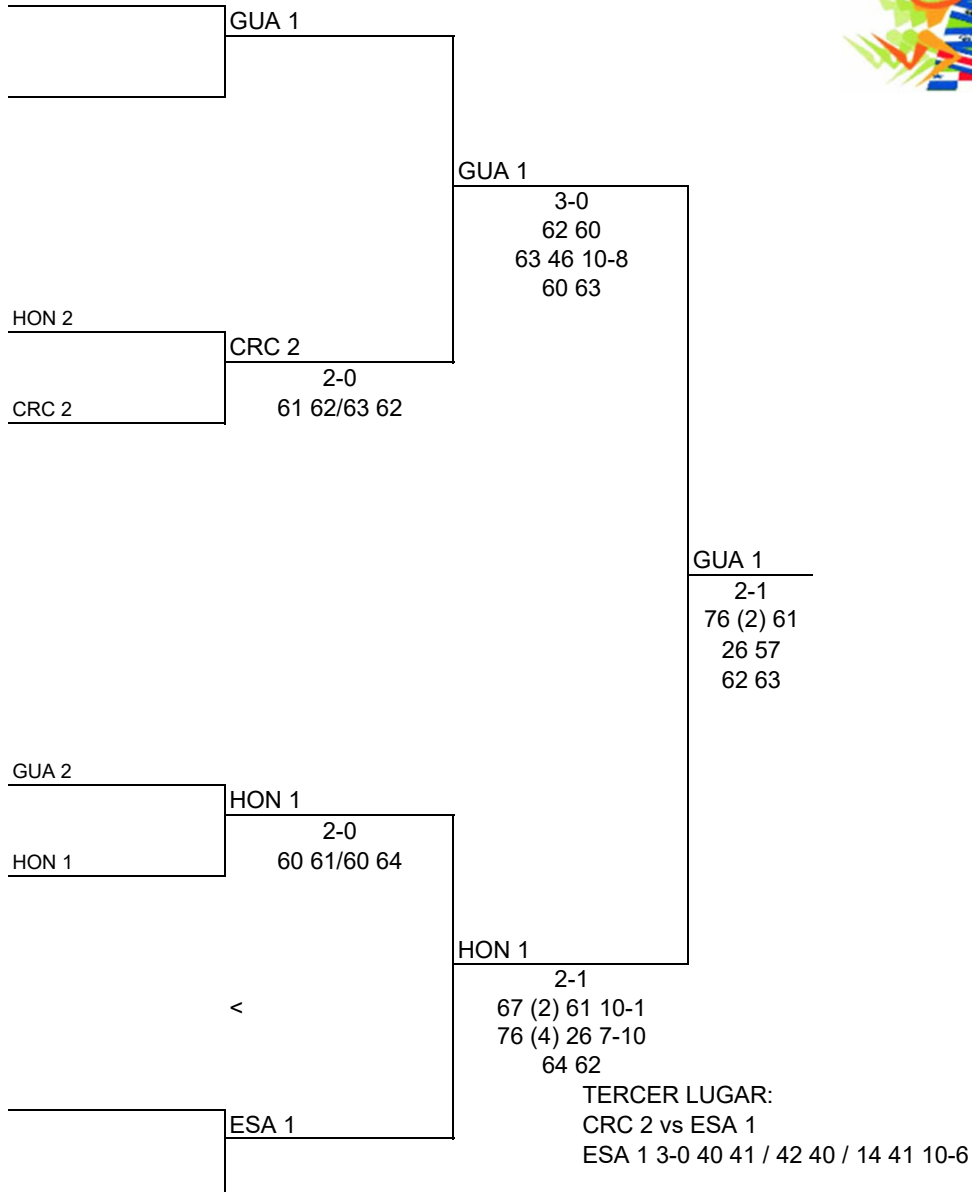 GUA 1
GUA 1
3-0
62 60
63 46 10-8
60 63
HON 2
CRC 2
2-0
61 62/63 62
CRC 2
GUA 1
2-1
76 (2) 61
26 57
62 63
GUA 2
HON 1
2-0
60 61/60 64
HON 1
HON 1
2-1
67 (2) 61 10-1
76 (4) 26 7-10
64 62
<
TERCER LUGAR:
ESA 1
CRC 2 vs ESA 1
ESA 1 3-0 40 41 / 42 40 / 14 41 10-6